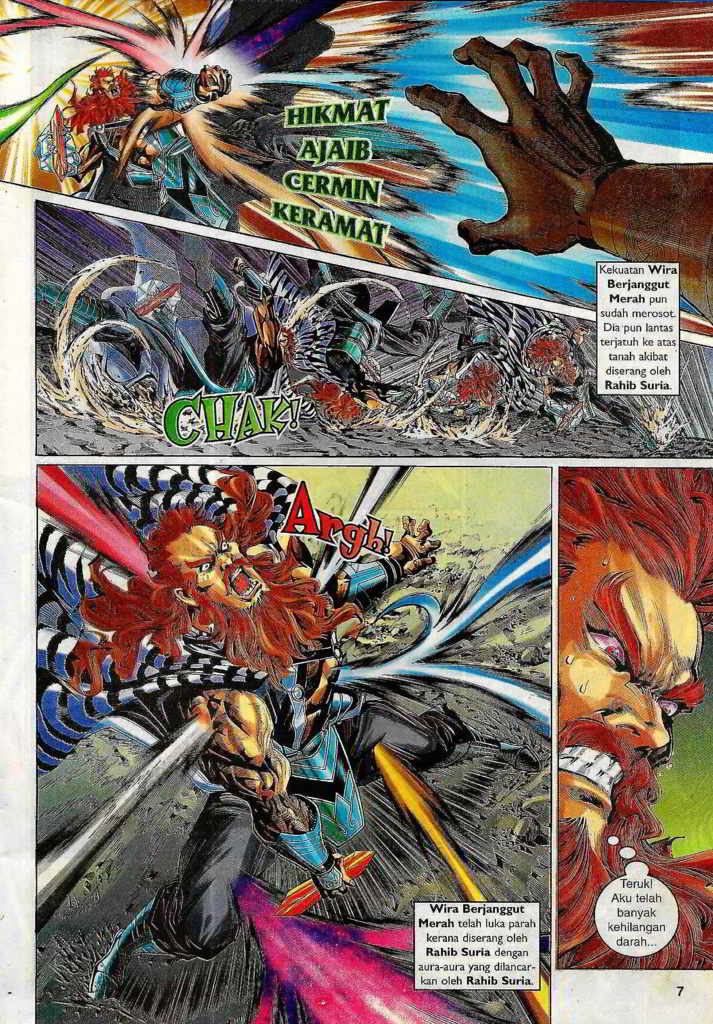 HIKMAT
AJAIB
CERMIN
KERAMAT
Kekuatan Wira
Berjanggut
Merah pun
sudah merosot.
Dia pun lantas
terjatuh ke atas
tanah akibat
diserang oleh
Rahib Suria.
CHAK!
Argh!
Wira Berjanggut
Merah telah luka parah
kerana diserang oleh
Rahib Suria dengan
aura-aura yang dilancar-
kan oleh Rahib Suria.
Teruk!
Aku telah
banyak
kehilangan
darah...
7